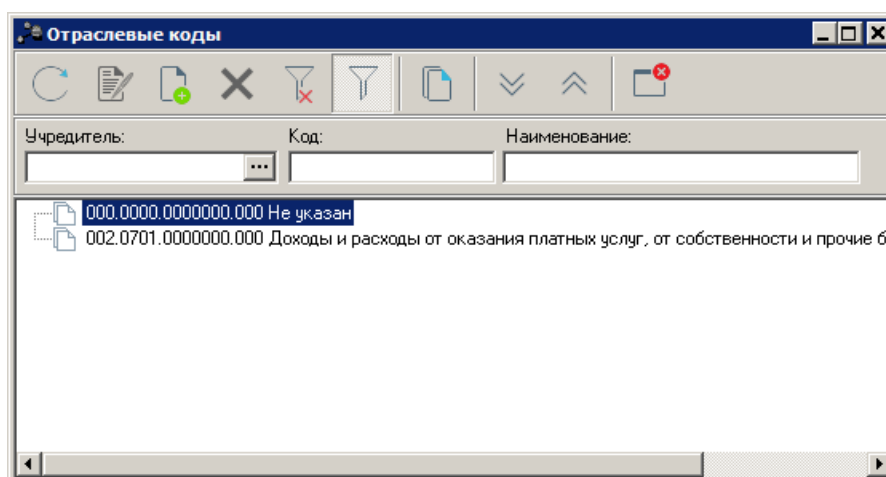 Отраслевые коды
Учредитель: Код: Наименование:
000.0000.0000000.000 Не указан
002.0701.0000000.000 Доходы и расходы от оказания платных услуг, от собственности и прочие б